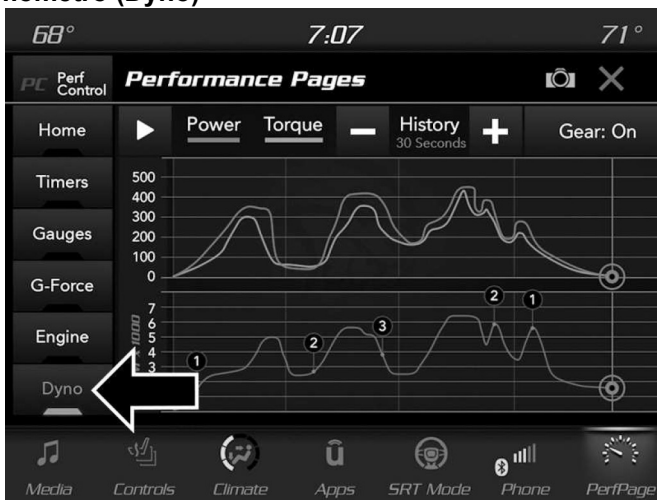 (Dyno)
68° 7:07 71°
PC Perf Control Performance Pages
Home Power Torque History Gear: On
30 Seconds
Timers
Gauges
G-Force
Engine
Dyno
500
400
300
200
100
0
7
6
5
4
3
1000
1 2 3 2 1
Media Controls Climate Apps SRT Mode Phone PerfPage